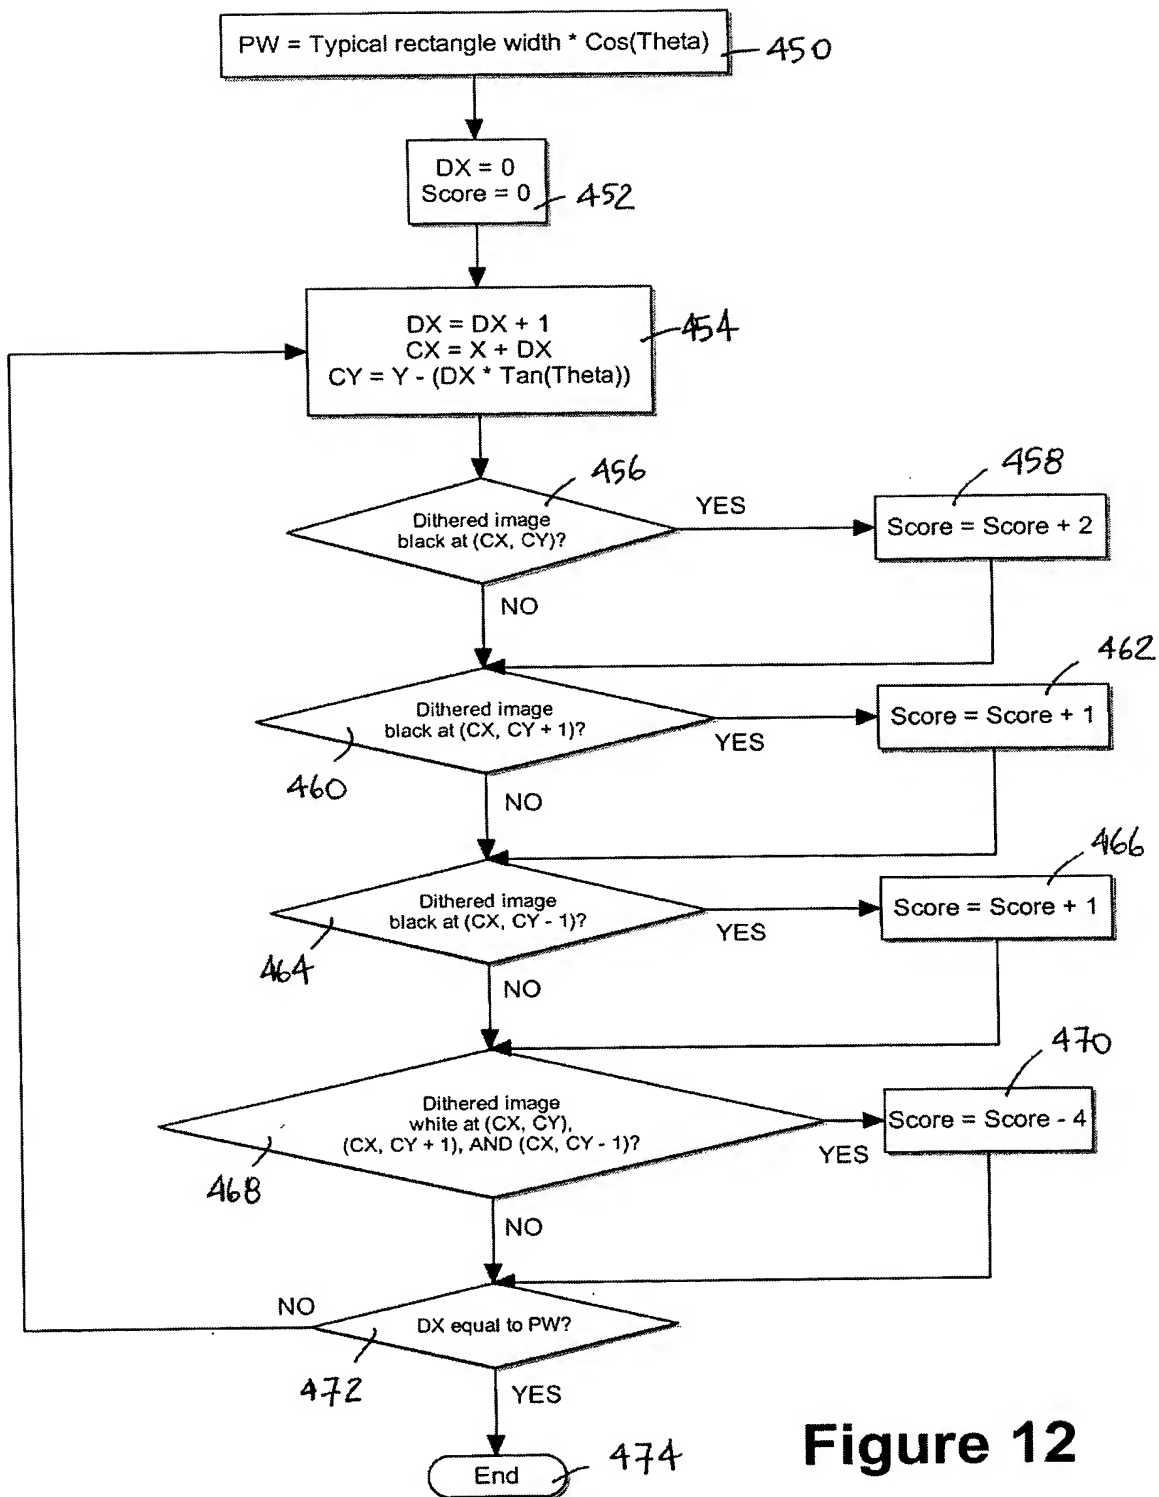 PW = Typical rectangle width * Cos(Theta)
450
DX = 0
Score = 0
452
DX = DX + 1
CX = X + DX
CY = Y - (DX * Tan(Theta))
454
456
Dithered image
black at (CX, CY)?
YES
458
Score = Score + 2
NO
462
Dithered image
black at (CX, CY + 1)?
YES
Score = Score + 1
460
NO
466
Dithered image
black at (CX, CY - 1)?
YES
Score = Score + 1
464
NO
470
Dithered image
white at (CX, CY),
(CX, CY + 1), AND (CX, CY - 1)?
YES
Score = Score - 4
468
NO
NO
DX equal to PW?
472
YES
End
474
Figure 12